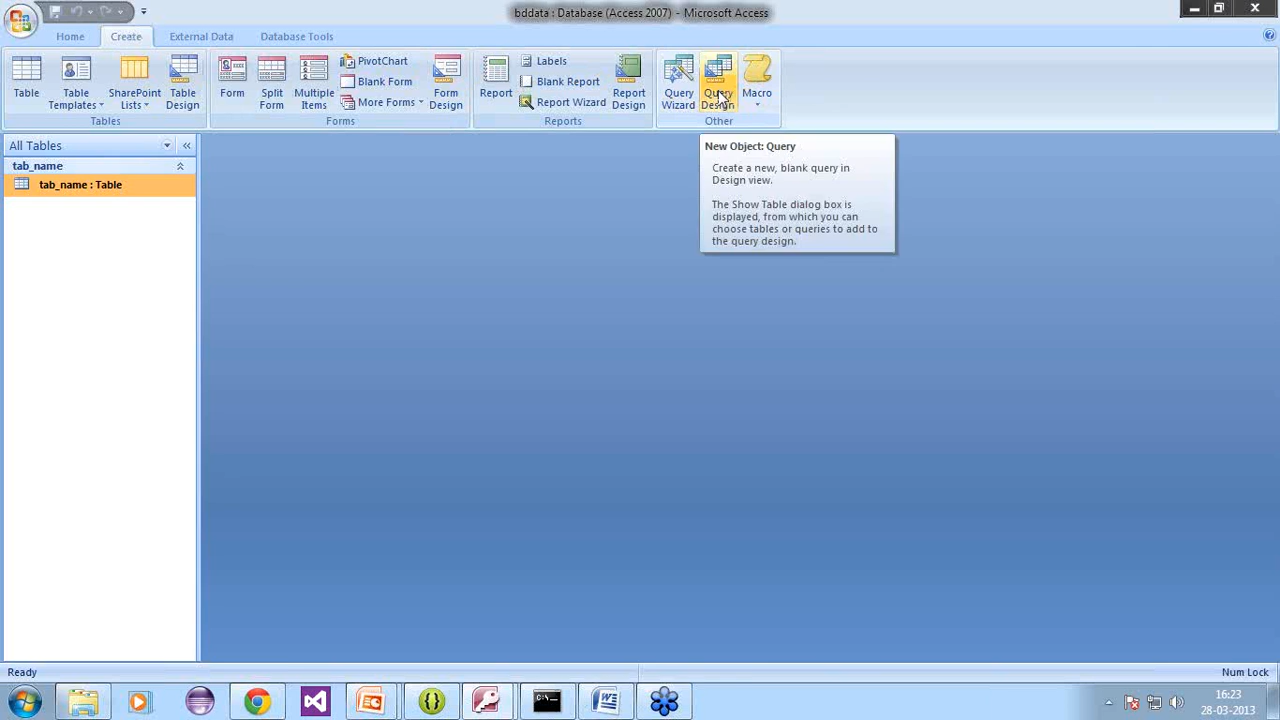 bddata : Database (Access 2007) - Microsoft Access
Home Create External Data Database Tools
Table
Table Templates
SharePoint Lists
Table Design
Tables
Form
Split Form
Multiple Items
PivotChart
Blank Form
More Forms
Form Design
Forms
Report
Labels
Blank Report
Report Wizard
Report Design
Reports
Query Wizard
Query Design
Macro
Other
All Tables
tab_name
tab_name : Table
New Object: Query
Create a new, blank query in
Design view.
The Show Table dialog box is
displayed, from which you can
choose tables or queries to add to
the query design.
Ready
Num Lock
16:23
28-03-2013